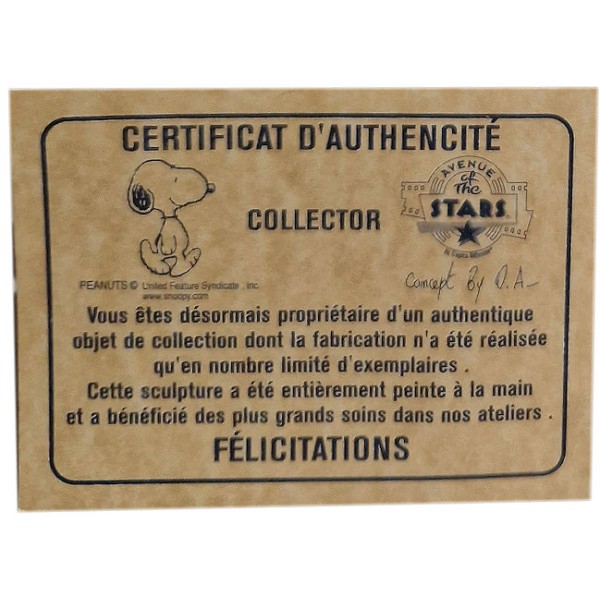 CERTIFICAT D'AUTHENCITÉ
AVENUE
of
The
STARS
COLLECTOR
PEANUTS © United Feature Syndicate , Inc.
www.snoopy.com
Concept By D.A
Vous êtes désormais propriétaire d'un authentique
objet de collection dont la fabrication n'a été réalisée
qu'en nombre limité d'exemplaires .
Cette sculpture a été entièrement peinte à la main
et a bénéficié des plus grands soins dans nos ateliers .
FÉLICITATIONS